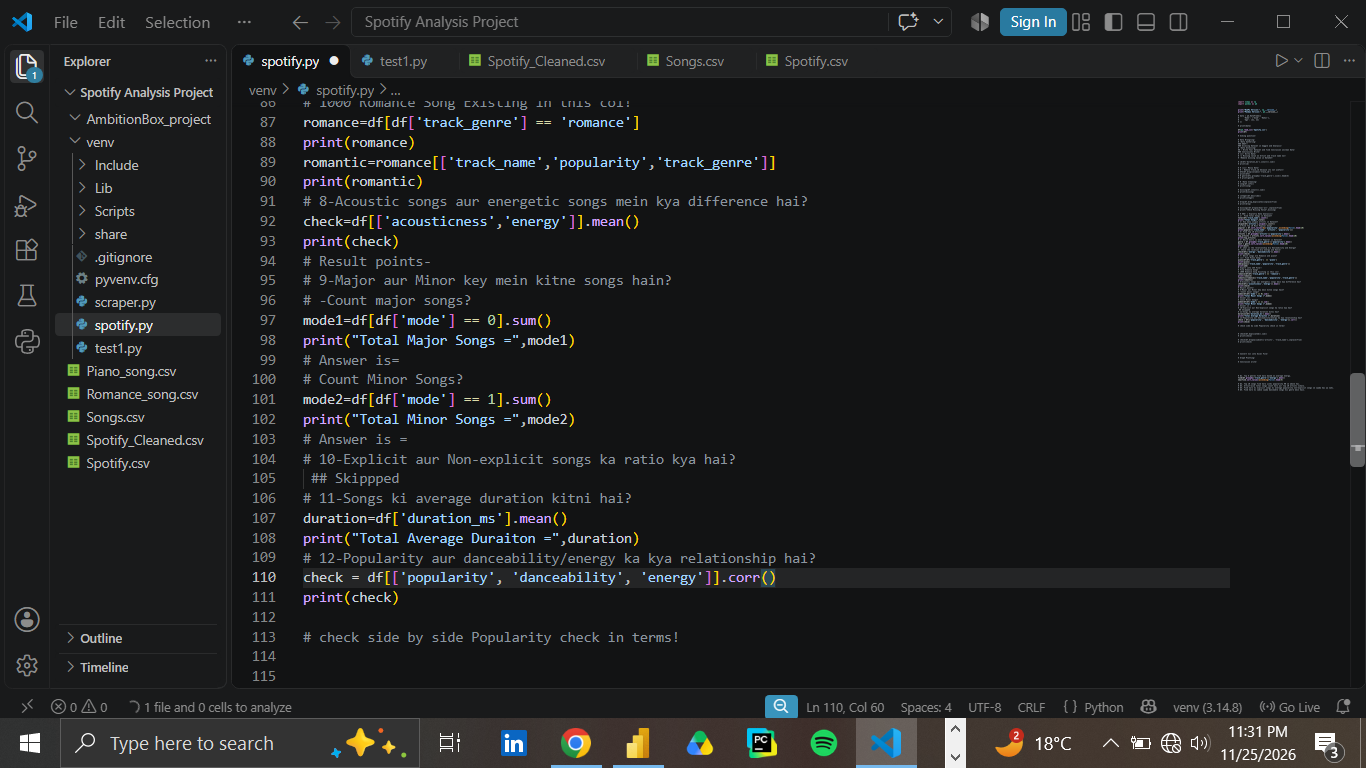 File Edit Selection ··· Spotify Analysis Project Sign In
Explorer ···
spotify.py test1.py Spotify_Cleaned.csv Songs.csv Spotify.csv
venv > spotify.py > ...
Spotify Analysis Project
AmbitionBox_project
venv
Include
Lib
Scripts
share
.gitignore
pyvenv.cfg
scraper.py
spotify.py
test1.py
Piano_song.csv
Romance_song.csv
Songs.csv
Spotify_Cleaned.csv
Spotify.csv
Outline
Timeline
86 # 1000 Romance Song Existing in this col!
87 romance=df[df['track_genre'] == 'romance']
88 print(romance)
89 romantic=romance[['track_name','popularity','track_genre']]
90 print(romantic)
91 # 8-Acoustic songs aur energetic songs mein kya difference hai?
92 check=df[['acousticness','energy']].mean()
93 print(check)
94 # Result points-
95 # 9-Major aur Minor key mein kitne songs hain?
96 # -Count major songs?
97 mode1=df[df['mode'] == 0].sum()
98 print("Total Major Songs =",mode1)
99 # Answer is=
100 # Count Minor Songs?
101 mode2=df[df['mode'] == 1].sum()
102 print("Total Minor Songs =",mode2)
103 # Answer is =
104 # 10-Explicit aur Non-explicit songs ka ratio kya hai?
105 ## Skippped
106 # 11-Songs ki average duration kitni hai?
107 duration=df['duration_ms'].mean()
108 print("Total Average Duraiton =",duration)
109 # 12-Popularity aur danceability/energy ka kya relationship hai?
110 check = df[['popularity', 'danceability', 'energy']].corr()
111 print(check)
112
113 # check side by side Popularity check in terms!
114
115
0 0 1 file and 0 cells to analyze Ln 110, Col 60 Spaces: 4 UTF-8 CRLF {} Python venv (3.14.8) Go Live
Type here to search 2 18°C 11:31 PM
11/25/2026 3